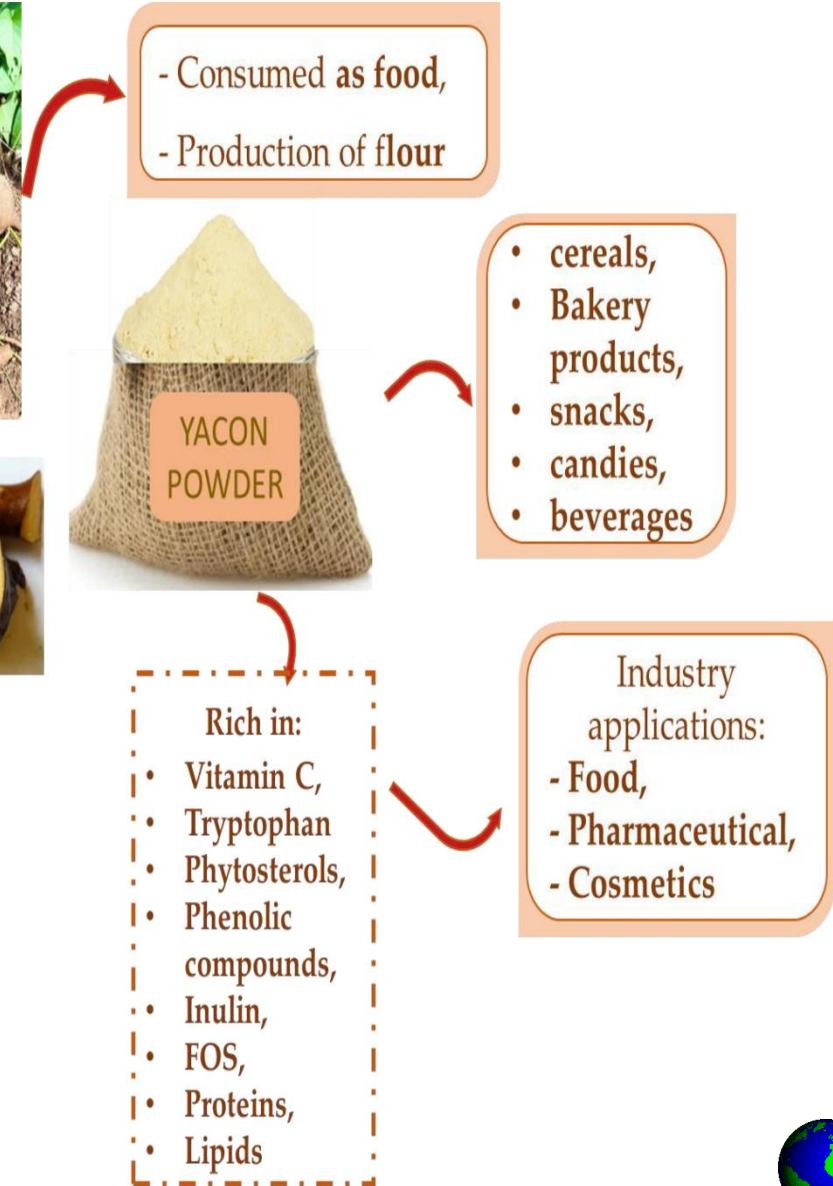 - Consumed as food,
- Production of flour
• cereals,
• Bakery
products,
• snacks,
• candies,
• beverages
YACON
POWDER
Rich in:
• Vitamin C,
• Tryptophan
• Phytosterols,
• Phenolic
compounds,
• Inulin,
• FOS,
• Proteins,
• Lipids
Industry
applications:
- Food,
- Pharmaceutical,
- Cosmetics